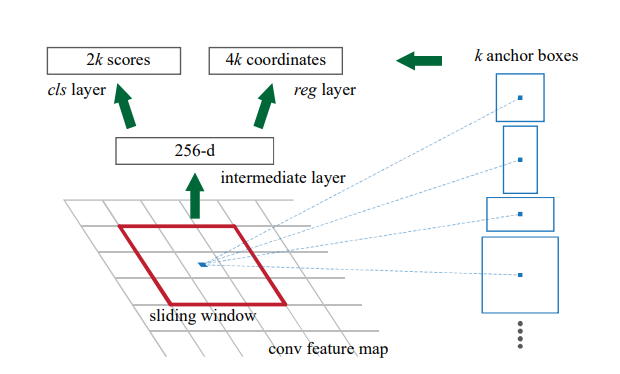 2k scores
4k coordinates
k anchor boxes
cls layer
reg layer
256-d
intermediate layer
sliding window
conv feature map